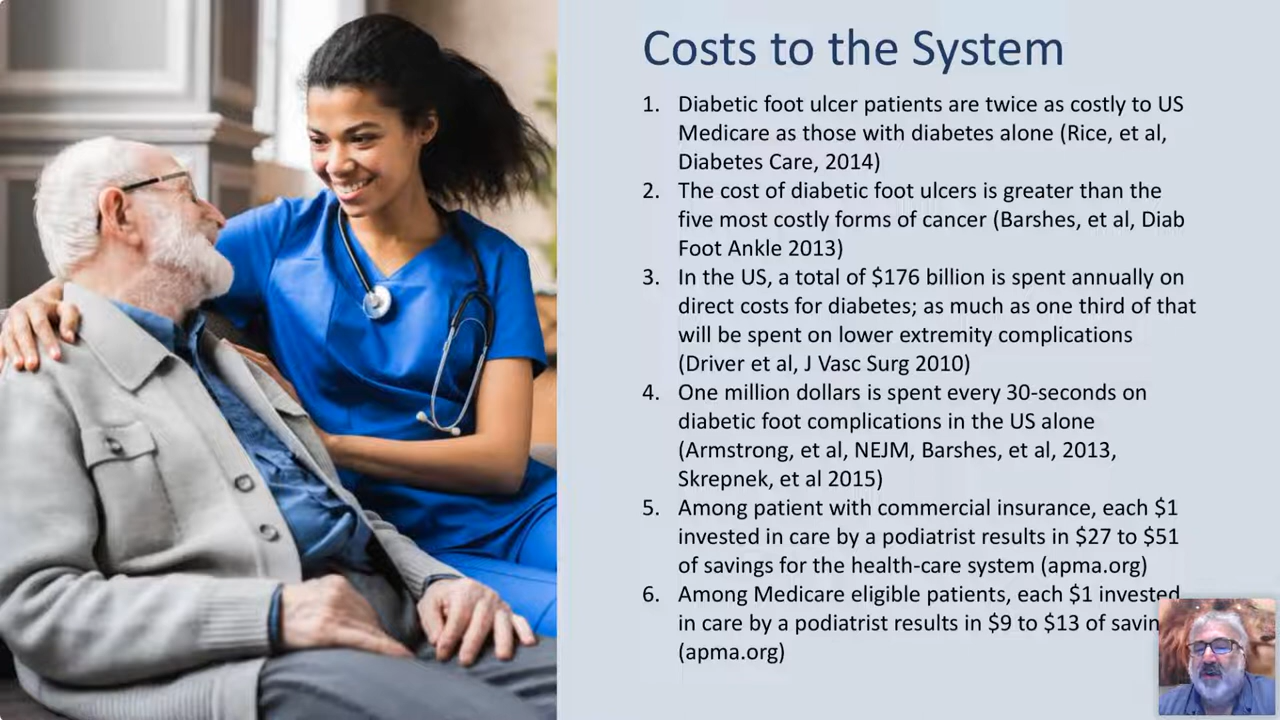 Costs to the System
1. Diabetic foot ulcer patients are twice as costly to US
Medicare as those with diabetes alone (Rice, et al,
Diabetes Care, 2014)
2. The cost of diabetic foot ulcers is greater than the
five most costly forms of cancer (Barshes, et al, Diab
Foot Ankle 2013)
3. In the US, a total of $176 billion is spent annually on
direct costs for diabetes; as much as one third of that
will be spent on lower extremity complications
(Driver et al, J Vasc Surg 2010)
4. One million dollars is spent every 30-seconds on
diabetic foot complications in the US alone
(Armstrong, et al, NEJM, Barshes, et al, 2013,
Skrepnek, et al 2015)
5. Among patient with commercial insurance, each $1
invested in care by a podiatrist results in $27 to $51
of savings for the health-care system (apma.org)
6. Among Medicare eligible patients, each $1 invested
in care by a podiatrist results in $9 to $13 of savin
(apma.org)